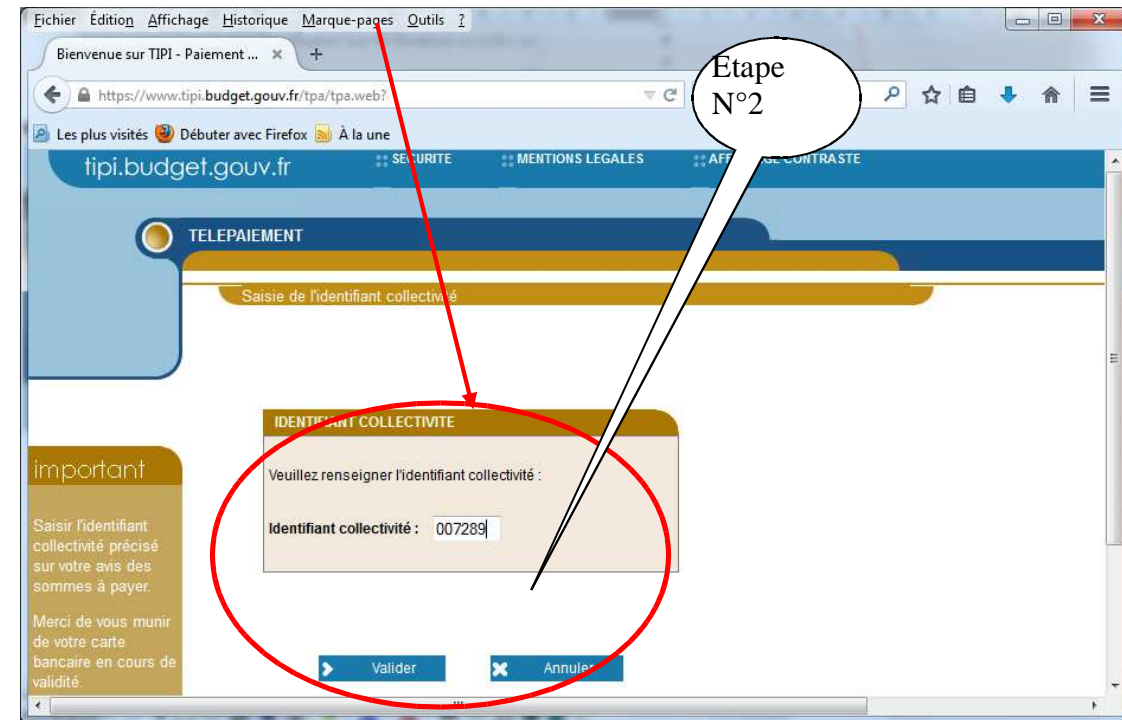 Fichier Édition Affichage Historique Marque-pages Outils ?
Bienvenue sur TIPI - Paiement ...
https://www.tipi.budget.gouv.fr/tpa/tpa.web?
Etape
N°2
Les plus visités Débuter avec Firefox À la une
tipi.budget.gouv.fr
SECURITE
MENTIONS LEGALES
AFFICHAGE CONTRASTE
TELEPAIEMENT
Saisie de l'identifiant collectivité
IDENTIFIANT COLLECTIVITE
Veuillez renseigner l'identifiant collectivité :
Identifiant collectivité : 007289
important
Saisir l'identifiant
collectivité précisé
sur votre avis des
sommes à payer.
Merci de vous munir
de votre carte
bancaire en cours de
validité.
Valider
Annuler